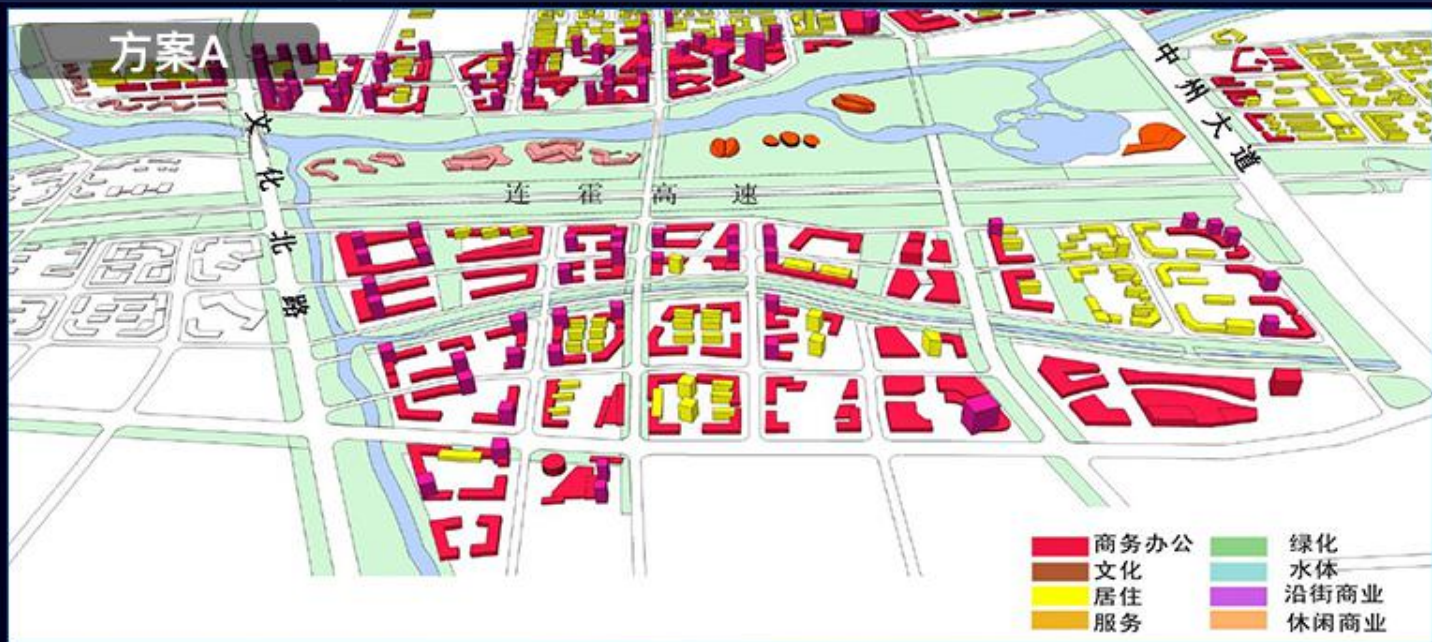 方案A
文化北路
中州大道
连霍高速
商务办公
文化
居住
服务
绿化
水体
沿街商业
休闲商业